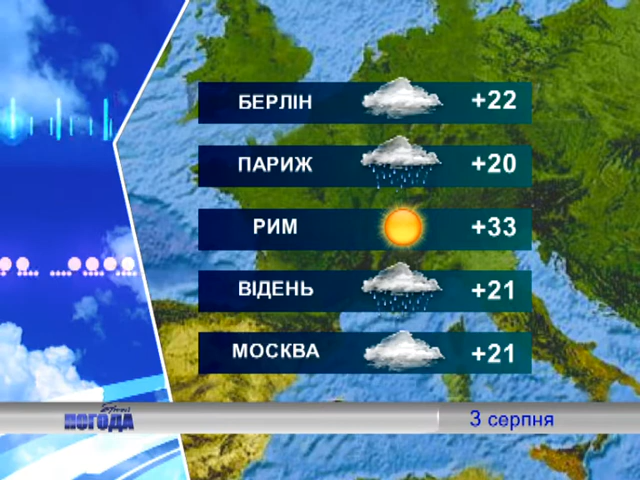 БЕРЛІН +22
ПАРИЖ +20
РИМ +33
ВІДЕНЬ +21
МОСКВА +21
ПОГОДА 3 серпня